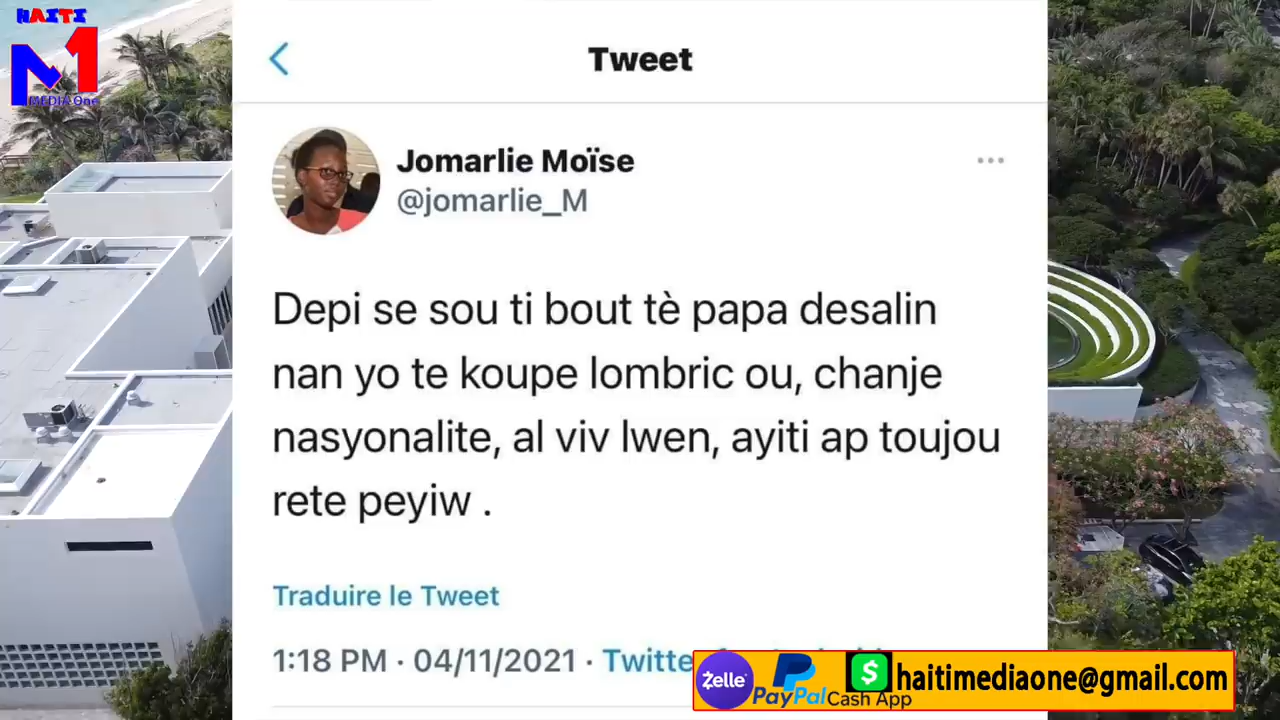 HAITI
M1
MEDIA One
Tweet
Jomarlie Moïse
@jomarlie_M
Depi se sou ti bout tè papa desalin
nan yo te koupe lombric ou, chanje
nasyonalite, al viv lwen, ayiti ap toujou
rete peyiw .
Traduire le Tweet
1:18 PM · 04/11/2021 · Twitte
Zelle
PayPal
$
Cash App
haitimediaone@gmail.com